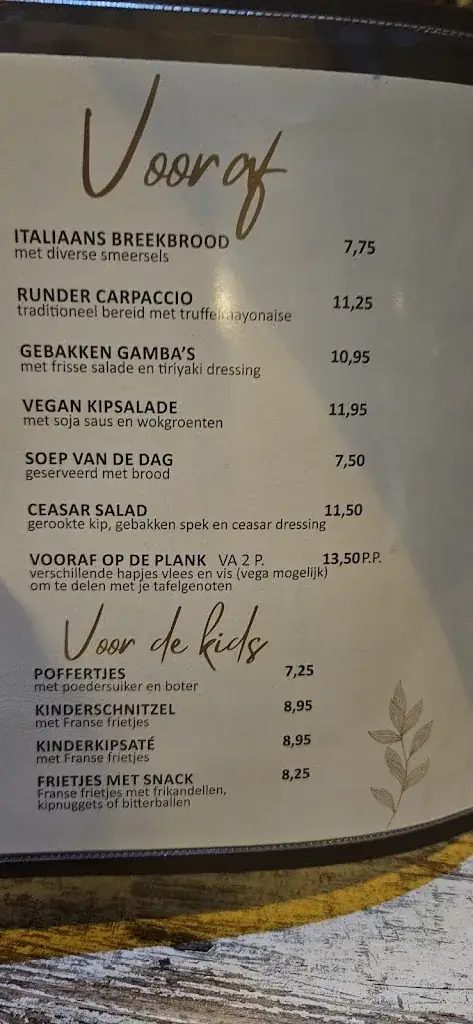 Vooraf
ITALIAANS BREEKBROOD 7,75
met diverse smeersels
RUNDER CARPACCIO 11,25
traditioneel bereid met truffelmayonaise
GEBAKKEN GAMBA'S 10,95
met frisse salade en tiriyaki dressing
VEGAN KIPSALADE 11,95
met soja saus en wokgroenten
SOEP VAN DE DAG 7,50
geserveerd met brood
CEASAR SALAD 11,50
gerookte kip, gebakken spek en ceasar dressing
VOORAF OP DE PLANK VA 2 P. 13,50 P.P.
verschillende hapjes vlees en vis (vega mogelijk)
om te delen met je tafelgenoten
Voor de kids
POFFERTJES 7,25
met poedersuiker en boter
KINDERSCHNITZEL 8,95
met Franse frietjes
KINDERKIPSATÉ 8,95
met Franse frietjes
FRIETJES MET SNACK 8,25
Franse frietjes met frikandellen,
kipnuggets of bitterballen